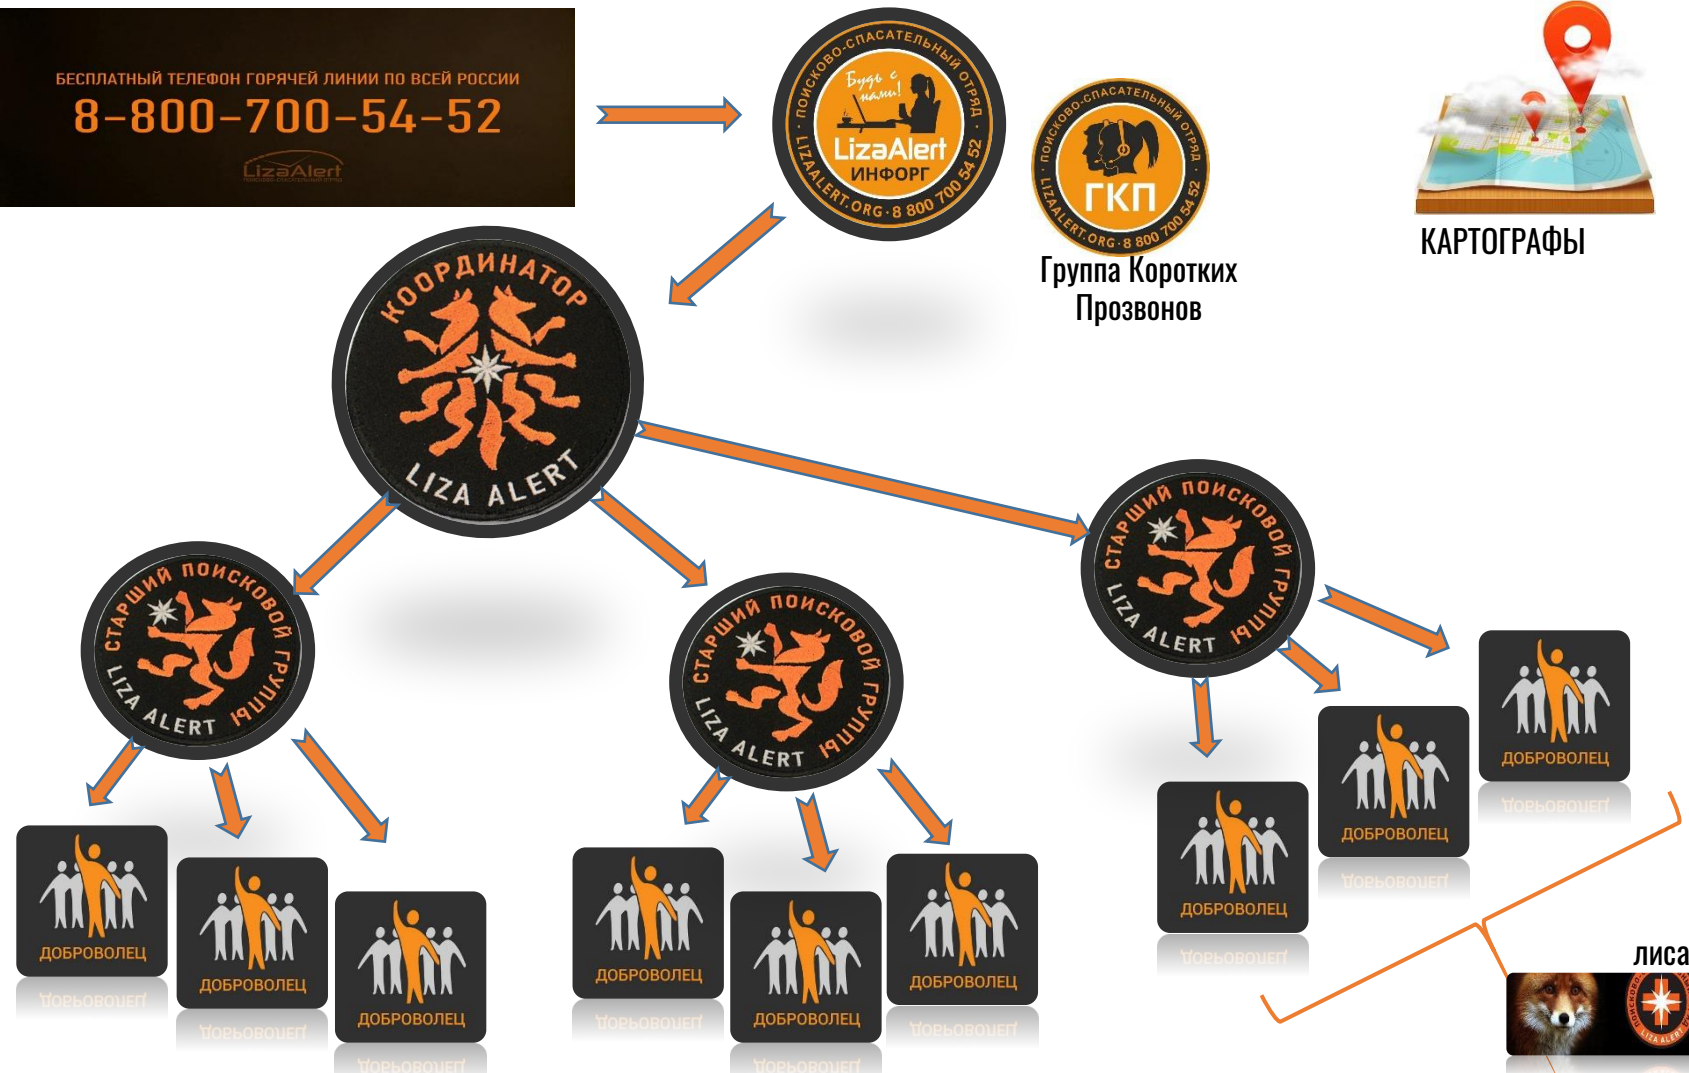 БЕСПЛАТНЫЙ ТЕЛЕФОН ГОРЯЧЕЙ ЛИНИИ ПО ВСЕЙ РОССИИ
8-800-700-54-52
LizaAlert
ПОИСКОВО-СПАСАТЕЛЬНЫЙ ОТРЯД
Будь с
нами!
LizaAlert
ИНФОРГ
LIZAALERT.ORG · 8 800 700 54 52
ПОИСКОВО-СПАСАТЕЛЬНЫЙ ОТРЯД
ГКП
LIZAALERT.ORG · 8 800 700 54 52
Группа Коротких
Прозвонов
КАРТОГРАФЫ
КООРДИНАТОР
LIZA ALERT
СТАРШИЙ ПОИСКОВОЙ ГРУППЫ
LIZA ALERT
СТАРШИЙ ПОИСКОВОЙ ГРУППЫ
LIZA ALERT
СТАРШИЙ ПОИСКОВОЙ ГРУППЫ
LIZA ALERT
ДОБРОВОЛЕЦ
ДОБРОВОЛЕЦ
ДОБРОВОЛЕЦ
ДОБРОВОЛЕЦ
ДОБРОВОЛЕЦ
ДОБРОВОЛЕЦ
ДОБРОВОЛЕЦ
ДОБРОВОЛЕЦ
ДОБРОВОЛЕЦ
лиса
LIZA ALERT